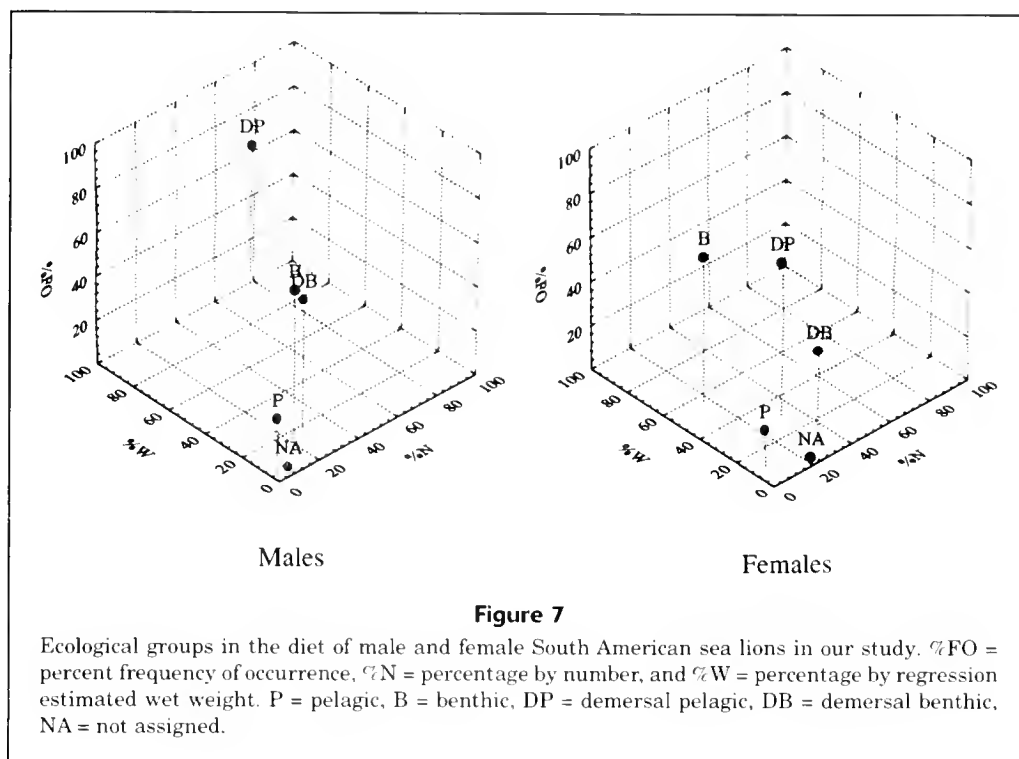 DP
B
DB
P
NA
100
80
60
40
20
%FO
100
80
60
40
20
0
%W
0
20
40
60
80
100
%N
Males
B
DP
DB
P
NA
100
80
60
40
20
%FO
100
80
60
40
20
0
%W
0
20
40
60
80
100
%N
Females
Figure 7
Ecological groups in the diet of male and female South American sea lions in our study. %FO =
percent frequency of occurrence, %N = percentage by number, and %W = percentage by regression
estimated wet weight. P = pelagic, B = benthic, DP = demersal pelagic, DB = demersal benthic,
NA = not assigned.